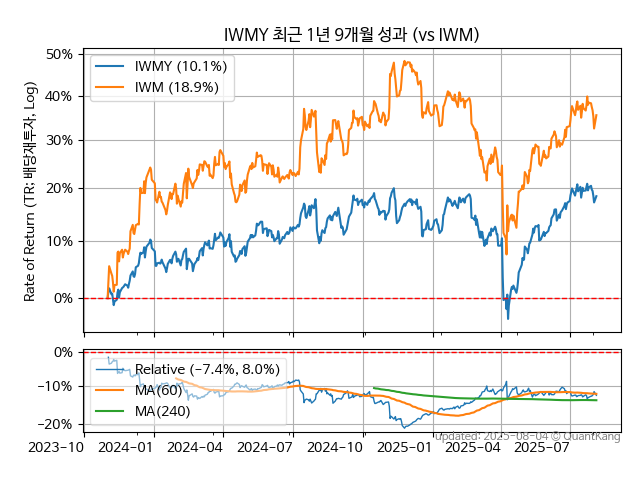 IWMY 최근 1년 9개월 성과 (vs IWM)
Rate of Return (TR: 배당재투자, Log)
50%
40%
30%
20%
10%
0%
IWMY (10.1%)
IWM (18.9%)
0%
−10%
−20%
Relative (−7.4%, 8.0%)
MA(60)
MA(240)
2023-10 2024-01 2024-04 2024-07 2024-10 2025-01 2025-04 2025-07
updated: 2025-08-04 © QuantKang